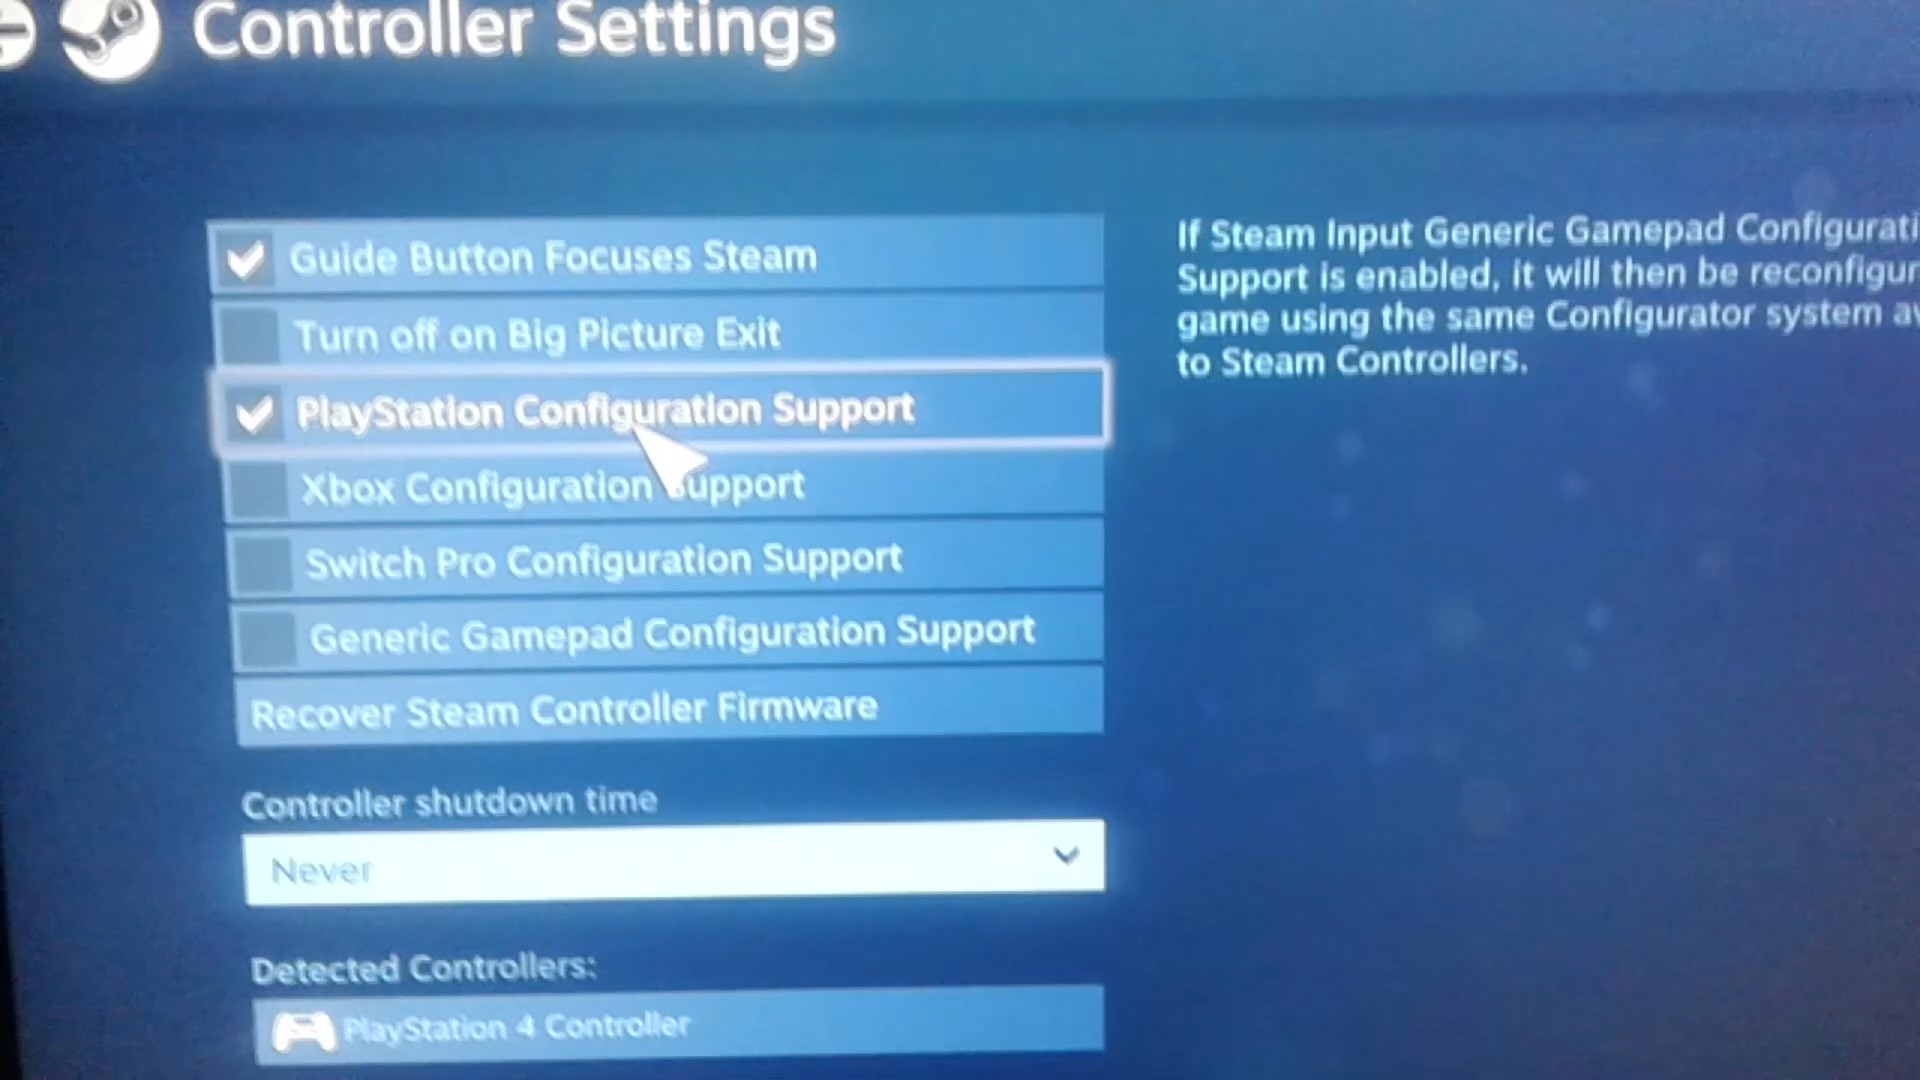 Controller Settings
Guide Button Focuses Steam
Turn off on Big Picture Exit
PlayStation Configuration Support
Xbox Configuration Support
Switch Pro Configuration Support
Generic Gamepad Configuration Support
Recover Steam Controller Firmware
Controller shutdown time
Never
Detected Controllers:
PlayStation 4 Controller
If Steam Input Generic Gamepad
Support is enabled, it will then be
game using the same Configurator system
to Steam Controllers.